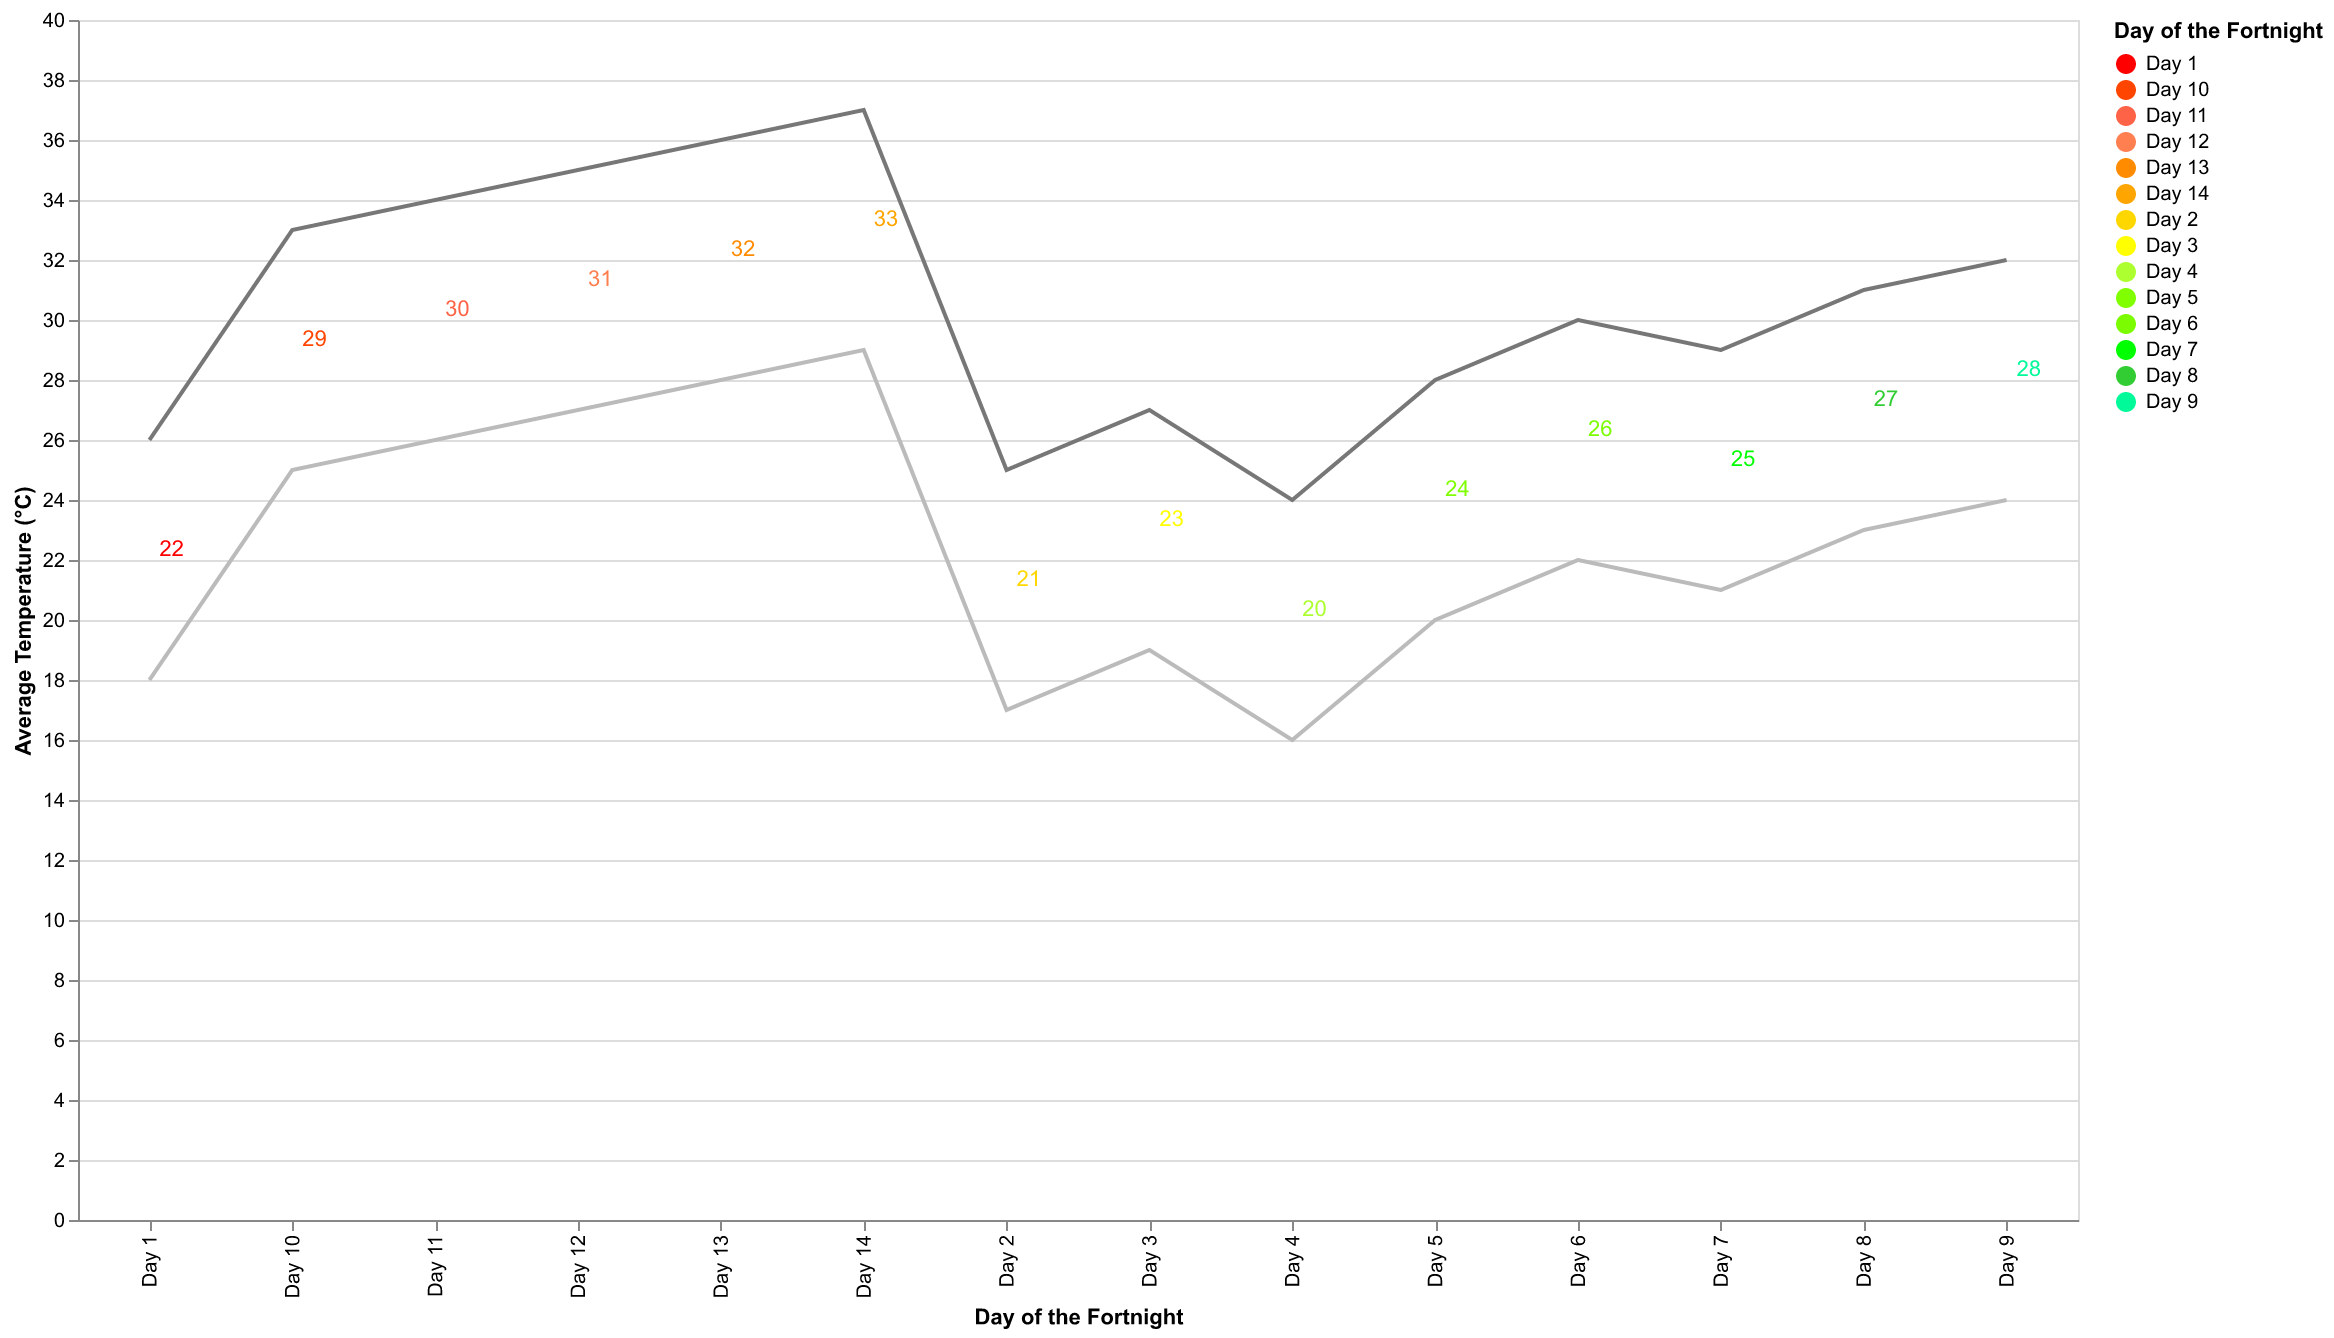 40
38
36
34
32
30
28
26
24
22
20
18
16
14
12
10
8
6
4
2
0
Average Temperature (°C)
22
29
30
31
32
33
21
23
20
24
26
25
27
28
Day 1
Day 10
Day 11
Day 12
Day 13
Day 14
Day 2
Day 3
Day 4
Day 5
Day 6
Day 7
Day 8
Day 9
Day of the Fortnight
Day of the Fortnight
Day 1
Day 10
Day 11
Day 12
Day 13
Day 14
Day 2
Day 3
Day 4
Day 5
Day 6
Day 7
Day 8
Day 9